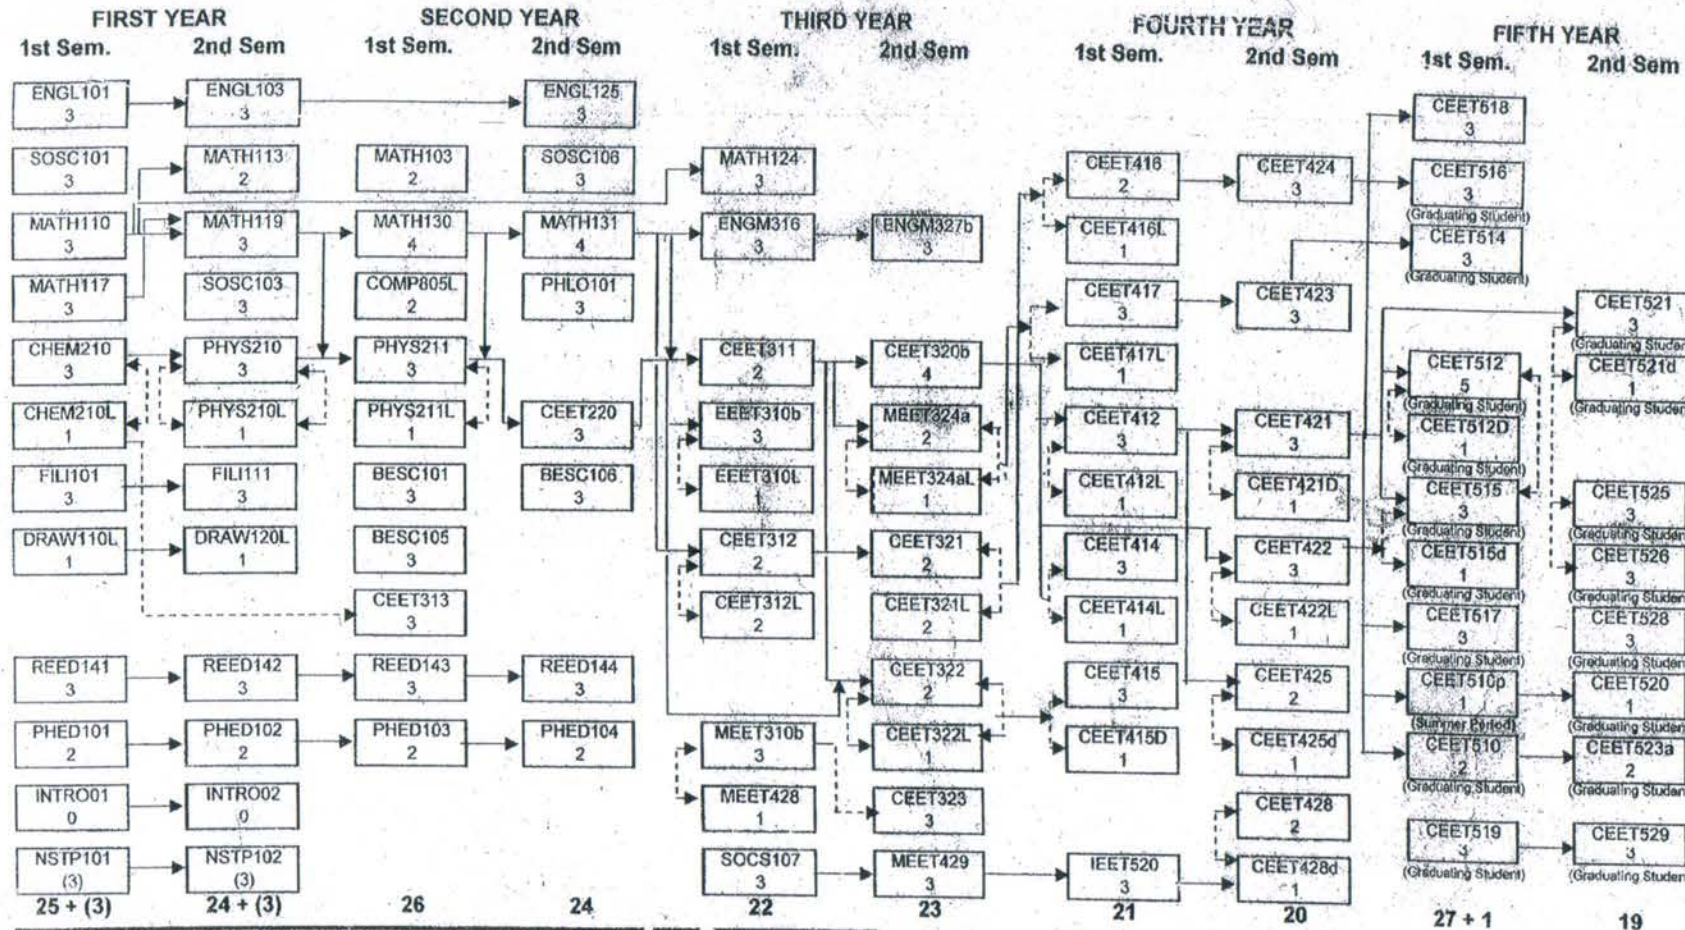 FIRST YEAR
1st Sem.
2nd Sem
ENGL101
3
SOSC101
3
MATH110
3
MATH117
3
CHEM210
3
CHEM210L
1
FILI101
3
DRAW110L
1
REED141
3
PHED101
2
INTRO01
0
NSTP101
(3)
25 + (3)
ENGL103
3
MATH113
2
MATH119
3
SOSC103
3
PHYS210
3
PHYS210L
1
FILI111
3
DRAW120L
1
REED142
3
PHED102
2
INTRO02
0
NSTP102
(3)
24 + (3)
SECOND YEAR
1st Sem.
2nd Sem
MATH103
2
MATH130
4
COMP805L
2
PHYS211
3
PHYS211L
1
BESC101
3
BESC105
3
CEET313
3
REED143
3
PHED103
2
26
ENGL125
3
SOSC106
3
MATH131
4
PHLO101
3
CEET220
3
BESC106
3
REED144
3
PHED104
2
24
THIRD YEAR
1st Sem.
2nd Sem
MATH124
3
ENGM316
3
CEET311
2
EEET310b
3
EEET310L
1
CEET312
2
CEET312L
2
MEET310b
3
MEET428
1
SOCS107
3
22
ENGM327b
3
CEET320b
4
MEET324a
2
MEET324aL
1
CEET321
2
CEET321L
2
CEET322
2
CEET322L
1
CEET323
3
MEET429
3
23
FOURTH YEAR
1st Sem.
2nd Sem
CEET416
2
CEET416L
1
CEET417
3
CEET417L
1
CEET412
3
CEET412L
1
CEET414
3
CEET414L
1
CEET415
3
CEET415D
1
IEET520
3
21
CEET424
3
CEET423
3
CEET421
3
CEET421D
1
CEET422
3
CEET422L
1
CEET425
2
CEET425d
1
CEET428
2
CEET428d
1
20
FIFTH YEAR
1st Sem.
2nd Sem
CEET518
3
CEET516
3
(Graduating Student)
CEET514
3
(Graduating Student)
CEET512
5
(Graduating Student)
CEET512D
1
(Graduating Student)
CEET515
3
(Graduating Student)
CEET515d
1
(Graduating Student)
CEET517
3
(Graduating Student)
CEET510p
1
(Summer Period)
CEET510
2
(Graduating Student)
CEET519
3
(Graduating Student)
27 + 1
CEET521
3
(Graduating Student
CEET521d
1
(Graduating Student
CEET525
3
(Graduating Student
CEET526
3
(Graduating Student
CEET528
3
(Graduating Student
CEET520
1
(Graduating Student
CEET523a
2
(Graduating Student
CEET529
3
(Graduating Student
19